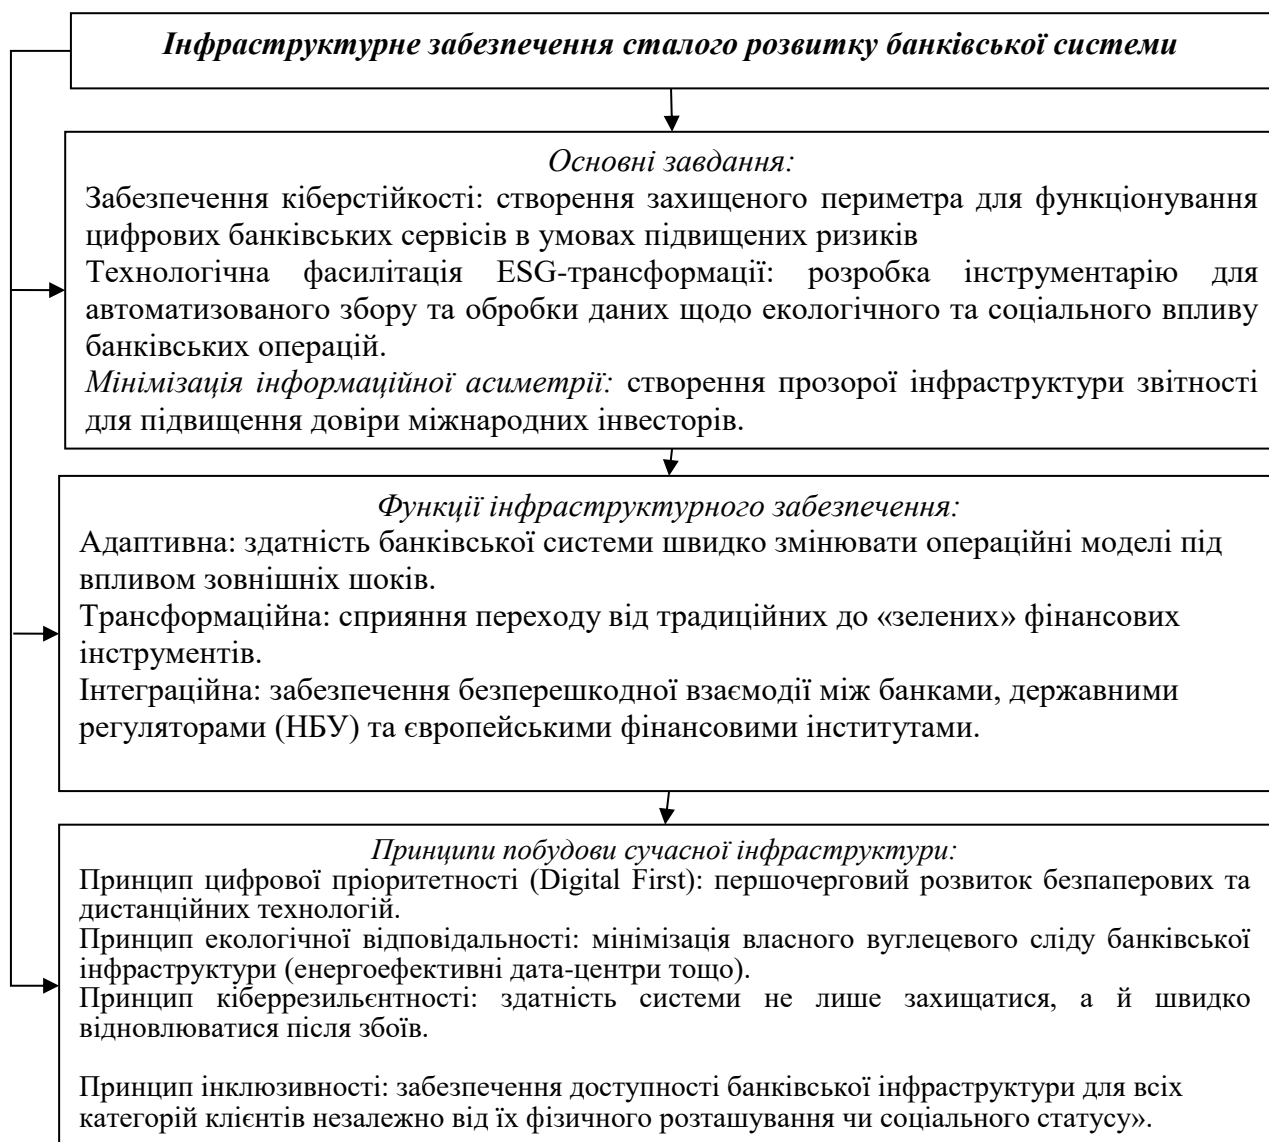 Інфраструктурне забезпечення сталого розвитку банківської системи
Основні завдання:
Забезпечення кіберстійкості: створення захищеного периметра для функціонування
цифрових банківських сервісів в умовах підвищених ризиків
Технологічна фасилітація ESG-трансформації: розробка інструментарію для
автоматизованого збору та обробки даних щодо екологічного та соціального впливу
банківських операцій.
Мінімізація інформаційної асиметрії: створення прозорої інфраструктури звітності
для підвищення довіри міжнародних інвесторів.
Функції інфраструктурного забезпечення:
Адаптивна: здатність банківської системи швидко змінювати операційні моделі під
впливом зовнішніх шоків.
Трансформаційна: сприяння переходу від традиційних до «зелених» фінансових
інструментів.
Інтеграційна: забезпечення безперешкодної взаємодії між банками, державними
регуляторами (НБУ) та європейськими фінансовими інститутами.
Принципи побудови сучасної інфраструктури:
Принцип цифрової пріоритетності (Digital First): першочерговий розвиток безпаперових та
дистанційних технологій.
Принцип екологічної відповідальності: мінімізація власного вуглецевого сліду банківської
інфраструктури (енергоефективні дата-центри тощо).
Принцип кіберрезильєнтності: здатність системи не лише захищатися, а й швидко
відновлюватися після збоїв.
Принцип інклюзивності: забезпечення доступності банківської інфраструктури для всіх
категорій клієнтів незалежно від їх фізичного розташування чи соціального статусу».